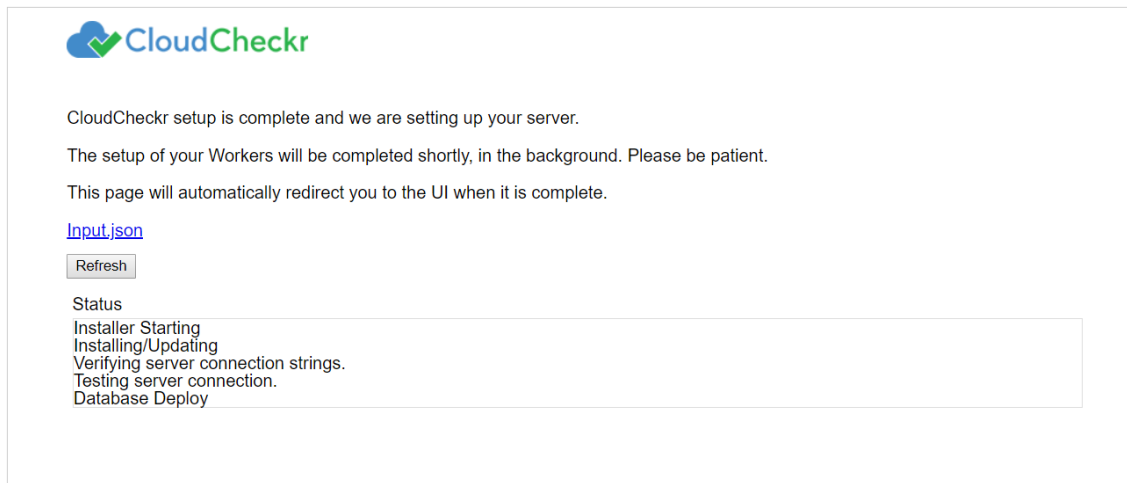 CloudCheckr
CloudCheckr setup is complete and we are setting up your server.
The setup of your Workers will be completed shortly, in the background. Please be patient.
This page will automatically redirect you to the UI when it is complete.
Input.json
Refresh
Status
Installer Starting
Installing/Updating
Verifying server connection strings.
Testing server connection.
Database Deploy